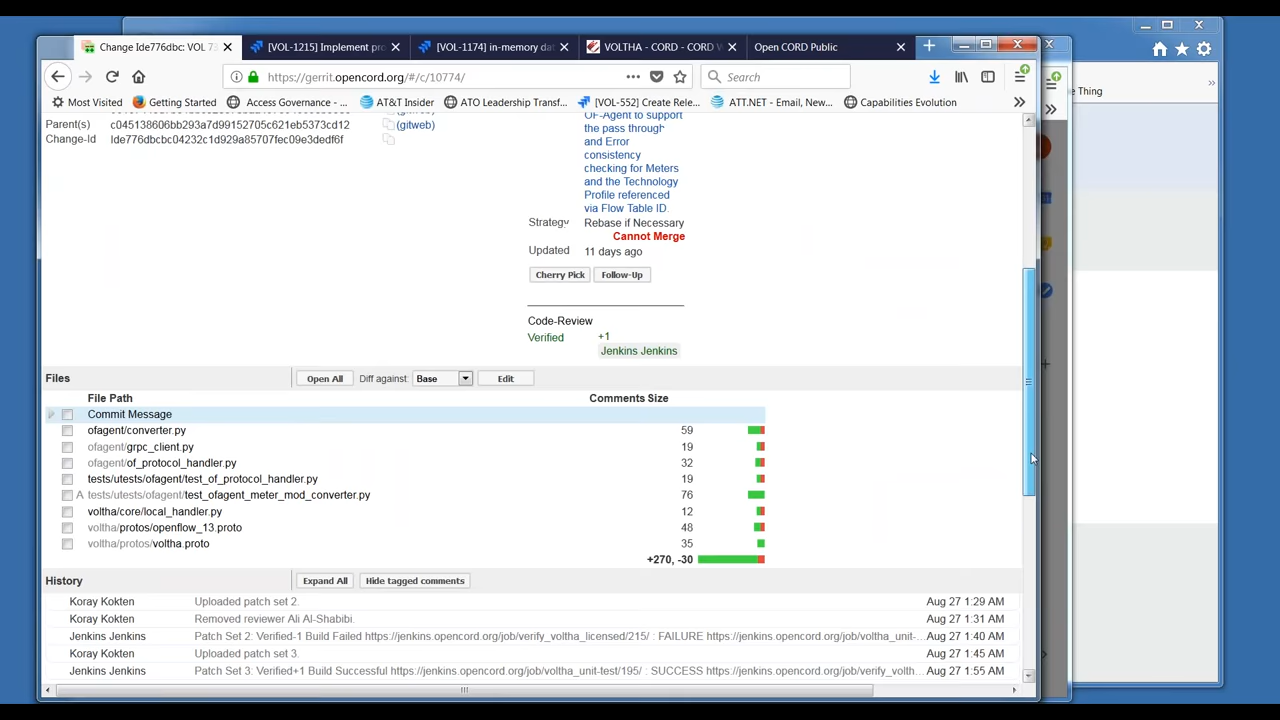 Change Ide776dbc: VOL 7
[VOL-1215] Implement pr
[VOL-1174] in-memory da
VOLTHA - CORD - CORD
Open CORD Public
https://gerrit.opencord.org/#/c/10774/
Search
Most Visited
Getting Started
Access Governance - ...
AT&T Insider
ATO Leadership Transf...
[VOL-552] Create Rele...
ATT.NET - Email, New...
Capabilities Evolution
e Thing
Parent(s) c045138606bb293a7d99152705c621eb5373cd12 (gitweb)
Change-Id Ide776dbcbc04232c1d929a85707fec09e3dedf6f
OF-Agent to support
the pass through
and Error
consistency
checking for Meters
and the Technology
Profile referenced
via Flow Table ID.
Strategy Rebase if Necessary
Cannot Merge
Updated 11 days ago
Cherry Pick Follow-Up
Code-Review
Verified +1
Jenkins Jenkins
Files Open All Diff against: Base Edit
File Path Comments Size
Commit Message
ofagent/converter.py 59
ofagent/grpc_client.py 19
ofagent/of_protocol_handler.py 32
tests/utests/ofagent/test_of_protocol_handler.py 19
A tests/utests/ofagent/test_ofagent_meter_mod_converter.py 76
voltha/core/local_handler.py 12
voltha/protos/openflow_13.proto 48
voltha/protos/voltha.proto 35
+270, -30
History Expand All Hide tagged comments
Koray Kokten Uploaded patch set 2. Aug 27 1:29 AM
Koray Kokten Removed reviewer Ali Al-Shabibi. Aug 27 1:31 AM
Jenkins Jenkins Patch Set 2: Verified-1 Build Failed https://jenkins.opencord.org/job/verify_voltha_licensed/215/ : FAILURE https://jenkins.opencord.org/job/voltha_unit-... Aug 27 1:40 AM
Koray Kokten Uploaded patch set 3. Aug 27 1:45 AM
Jenkins Jenkins Patch Set 3: Verified+1 Build Successful https://jenkins.opencord.org/job/voltha_unit-test/195/ : SUCCESS https://jenkins.opencord.org/job/verify_volth... Aug 27 1:55 AM